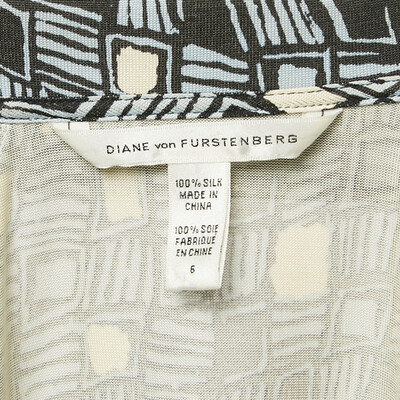 DIANE von FURSTENBERG
100% SILK
MADE IN
CHINA
100% SOIE
FABRIQUE
EN CHINE
6